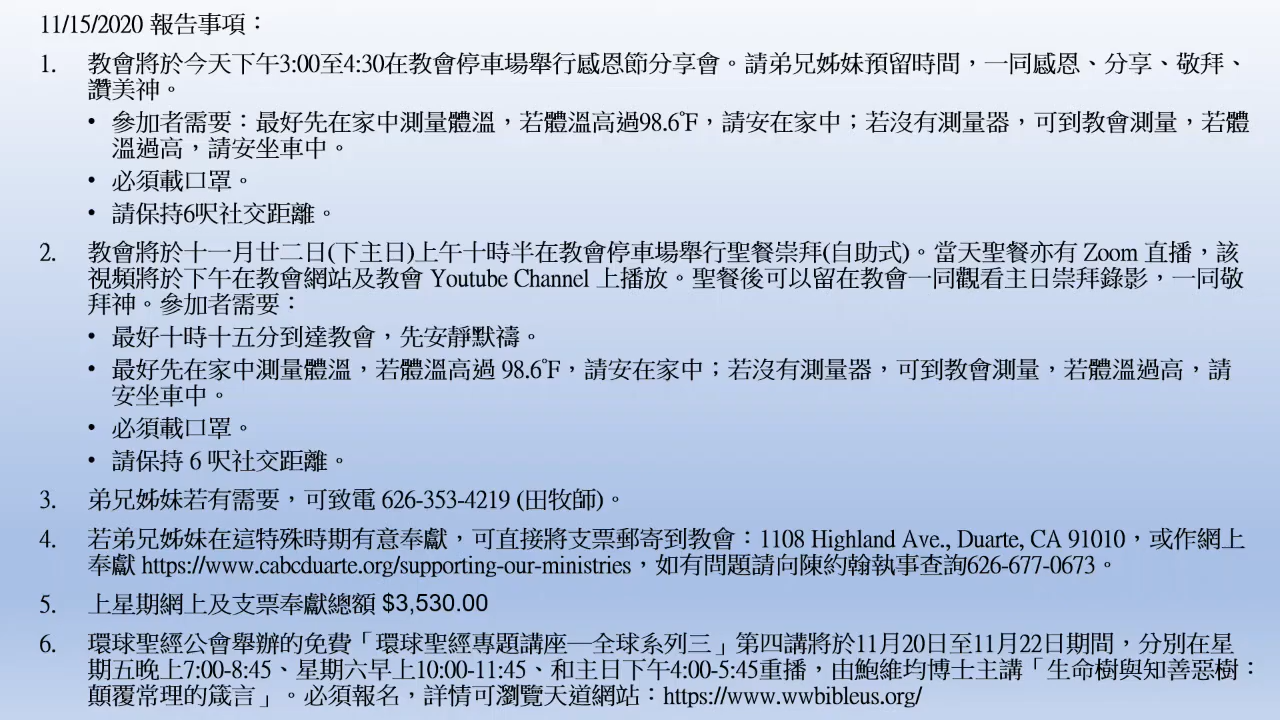 11/15/2020 報告事項：
1. 教會將於今天下午3:00至4:30在教會停車場舉行感恩節分享會。請弟兄姊妹預留時間，一同感恩、分享、敬拜、
讚美神。
• 參加者需要：最好先在家中測量體溫，若體溫高過98.6°F，請安在家中；若沒有測量器，可到教會測量，若體
溫過高，請安坐車中。
• 必須載口罩。
• 請保持6呎社交距離。
2. 教會將於十一月廿二日(下主日)上午十時半在教會停車場舉行聖餐崇拜(自助式)。當天聖餐亦有 Zoom 直播，該
視頻將於下午在教會網站及教會 Youtube Channel 上播放。聖餐後可以留在教會一同觀看主日崇拜錄影，一同敬
拜神。參加者需要：
• 最好十時十五分到達教會，先安靜默禱。
• 最好先在家中測量體溫，若體溫高過 98.6°F，請安在家中；若沒有測量器，可到教會測量，若體溫過高，請
安坐車中。
• 必須載口罩。
• 請保持 6 呎社交距離。
3. 弟兄姊妹若有需要，可致電 626-353-4219 (田牧師)。
4. 若弟兄姊妹在這特殊時期有意奉獻，可直接將支票郵寄到教會：1108 Highland Ave., Duarte, CA 91010，或作網上
奉獻 https://www.cabcduarte.org/supporting-our-ministries，如有問題請向陳約翰執事查詢626-677-0673。
5. 上星期網上及支票奉獻總額 $3,530.00
6. 環球聖經公會舉辦的免費「環球聖經專題講座─全球系列三」第四講將於11月20日至11月22日期間，分別在星
期五晚上7:00-8:45、星期六早上10:00-11:45、和主日下午4:00-5:45重播，由鮑維均博士主講「生命樹與知善惡樹：
顛覆常理的箴言」。必須報名，詳情可瀏覽天道網站：https://www.wwbibleus.org/